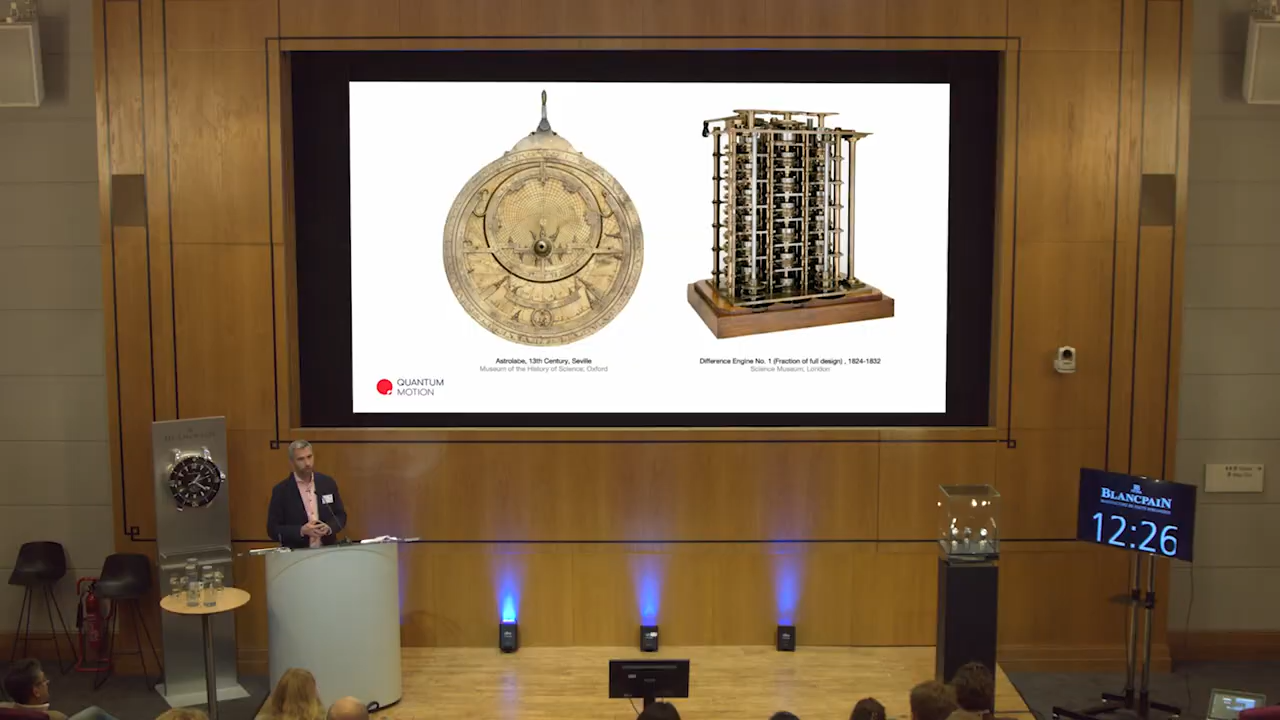 Astrolabe, 13th Century, Seville
Museum of the History of Science, Oxford
Difference Engine No. 1 (Fraction of full design) , 1824-1832
Science Museum, London
QUANTUM
MOTION
BLANCPAIN
BLANCPAIN
12:26